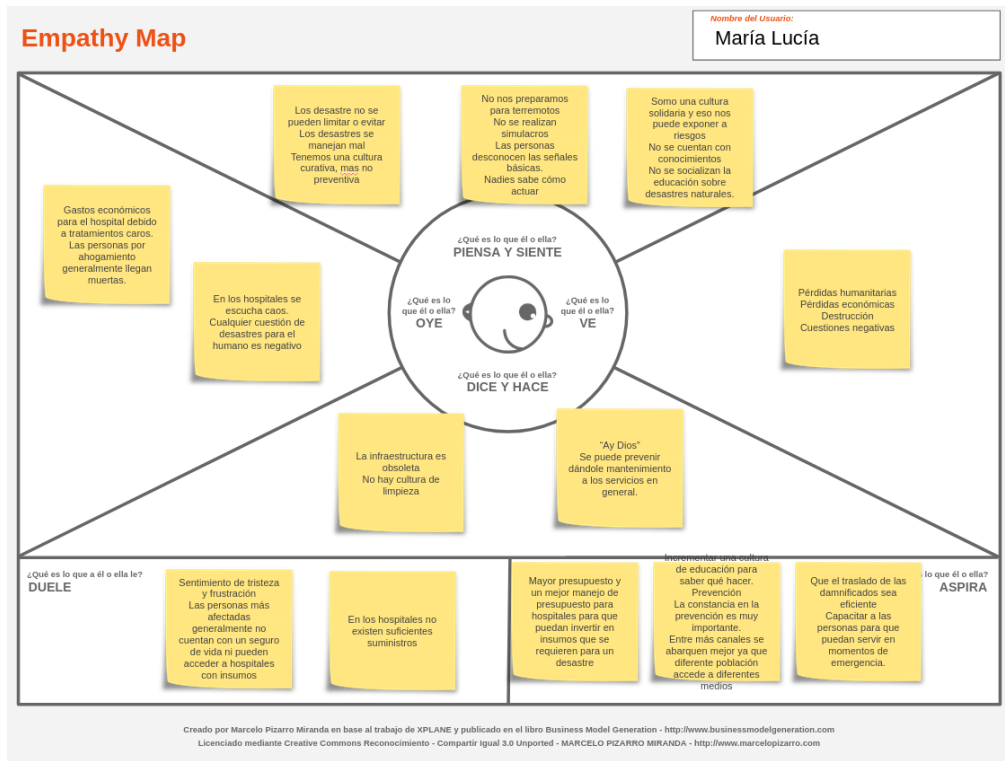 Empathy Map
Nombre del Usuario:
María Lucía
Los desastre no se
pueden limitar o evitar
Los desastres se
manejan mal
Tenemos una cultura
curativa, mas no
preventiva
No nos preparamos
para terremotos
No se realizan
simulacros
Las personas
desconocen las señales
básicas.
Nadies sabe cómo
actuar
Somo una cultura
solidaria y eso nos
puede exponer a
riesgos
No se cuentan con
conocimientos
No se socializan la
educación sobre
desastres naturales.
Gastos económicos
para el hospital debido
a tratamientos caros.
Las personas por
ahogamiento
generalmente llegan
muertas.
En los hospitales se
escucha caos.
Cualquier cuestión de
desastres para el
humano es negativo
¿Qué es lo que él o ella?
PIENSA Y SIENTE
¿Qué es lo
que él o ella?
OYE
¿Qué es lo
que él o ella?
VE
¿Qué es lo que él o ella?
DICE Y HACE
Pérdidas humanitarias
Pérdidas económicas
Destrucción
Cuestiones negativas
La infraestructura es
obsoleta
No hay cultura de
limpieza
“Ay Dios”
Se puede prevenir
dándole mantenimiento
a los servicios en
general.
¿Qué es lo que a él o ella le?
DUELE
Sentimiento de tristeza
y frustración
Las personas más
afectadas
generalmente no
cuentan con un seguro
de vida ni pueden
acceder a hospitales
con insumos
En los hospitales no
existen suficientes
suministros
Mayor presupuesto y
un mejor manejo de
presupuesto para
hospitales para que
puedan invertir en
insumos que se
requieren para un
desastre
Incrementar una cultura
de educación para
saber qué hacer.
Prevención
La constancia en la
prevención es muy
importante.
Entre más canales se
abarquen mejor ya que
diferente población
accede a diferentes
medios
Que el traslado de las
damnificados sea
eficiente
Capacitar a las
personas para que
puedan servir en
momentos de
emergencia.
lo que él o ella?
ASPIRA
Creado por Marcelo Pizarro Miranda en base al trabajo de XPLANE y publicado en el libro Business Model Generation - http://www.businessmodelgeneration.com
Licenciado mediante Creative Commons Reconocimiento - Compartir Igual 3.0 Unported - MARCELO PIZARRO MIRANDA - http://www.marcelopizarro.com